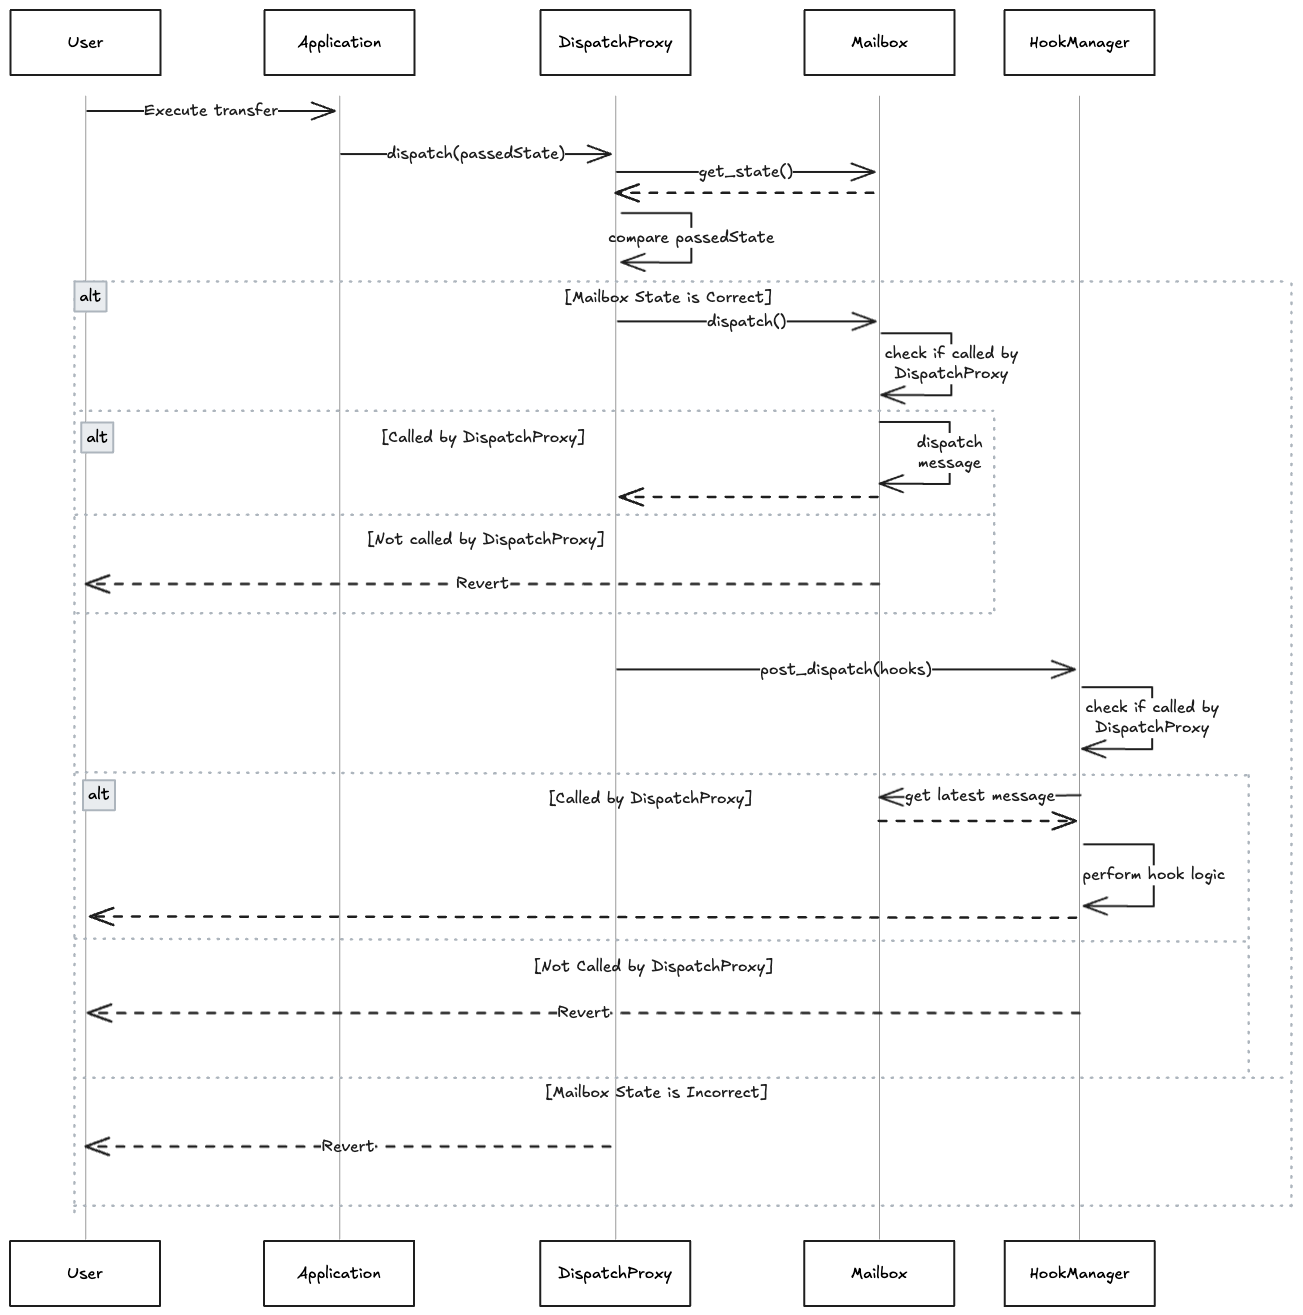 User
Application
DispatchProxy
Mailbox
HookManager
Execute transfer
dispatch(passedState)
get_state()
compare passedState
alt
[Mailbox State is Correct]
dispatch()
check if called by
DispatchProxy
alt
[Called by DispatchProxy]
dispatch
message
[Not called by DispatchProxy]
Revert
post_dispatch(hooks)
check if called by
DispatchProxy
alt
[Called by DispatchProxy]
get latest message
perform hook logic
[Not Called by DispatchProxy]
Revert
[Mailbox State is Incorrect]
Revert
User
Application
DispatchProxy
Mailbox
HookManager